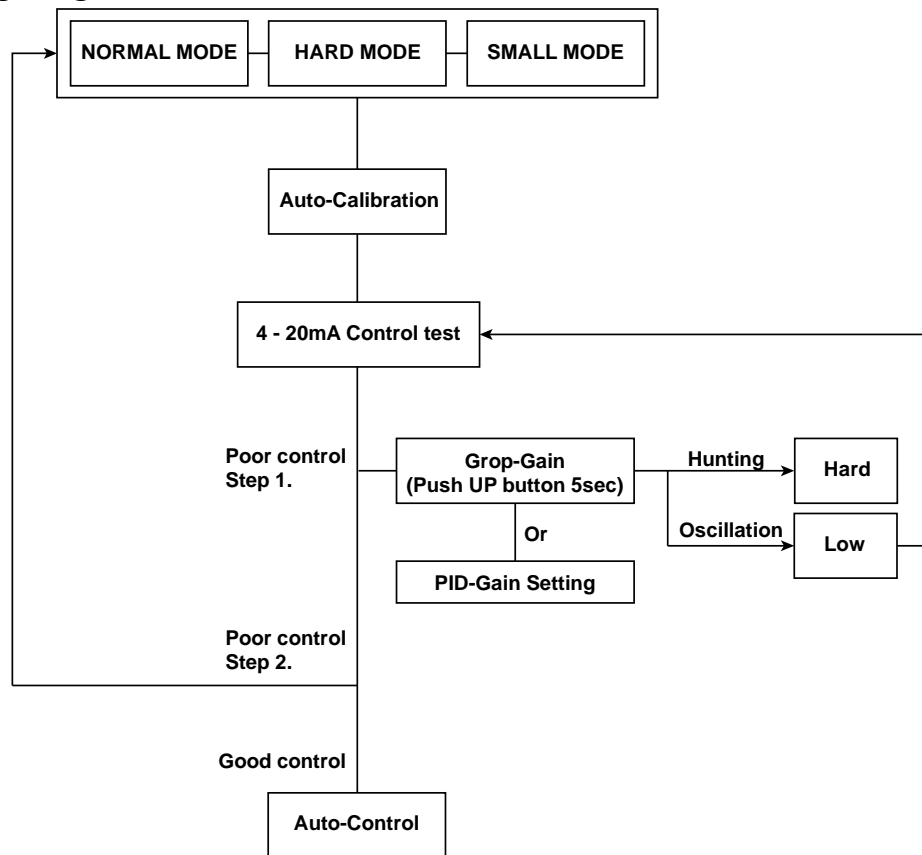 NORMAL MODE
HARD MODE
SMALL MODE
Auto-Calibration
4 - 20mA Control test
Poor control
Step 1.
Grop-Gain
(Push UP button 5sec)
Hunting
Hard
Or
Oscillation
Low
PID-Gain Setting
Poor control
Step 2.
Good control
Auto-Control